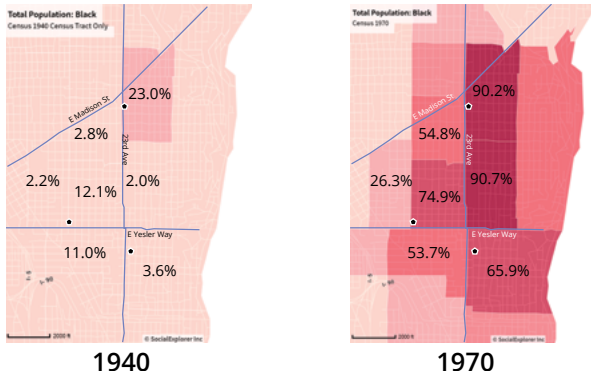 Total Population: Black
Census 1940 Census Tract Only
23.0%
E Madison St
2.8%
23rd Ave
2.2%
12.1%
2.0%
E Yesler Way
11.0%
3.6%
2000 ft
© SocialExplorer Inc
1940
Total Population: Black
Census 1970
90.2%
E Madison St
54.8%
23rd Ave
26.3%
74.9%
90.7%
E Yesler Way
53.7%
65.9%
2000 ft
© SocialExplorer Inc
1970